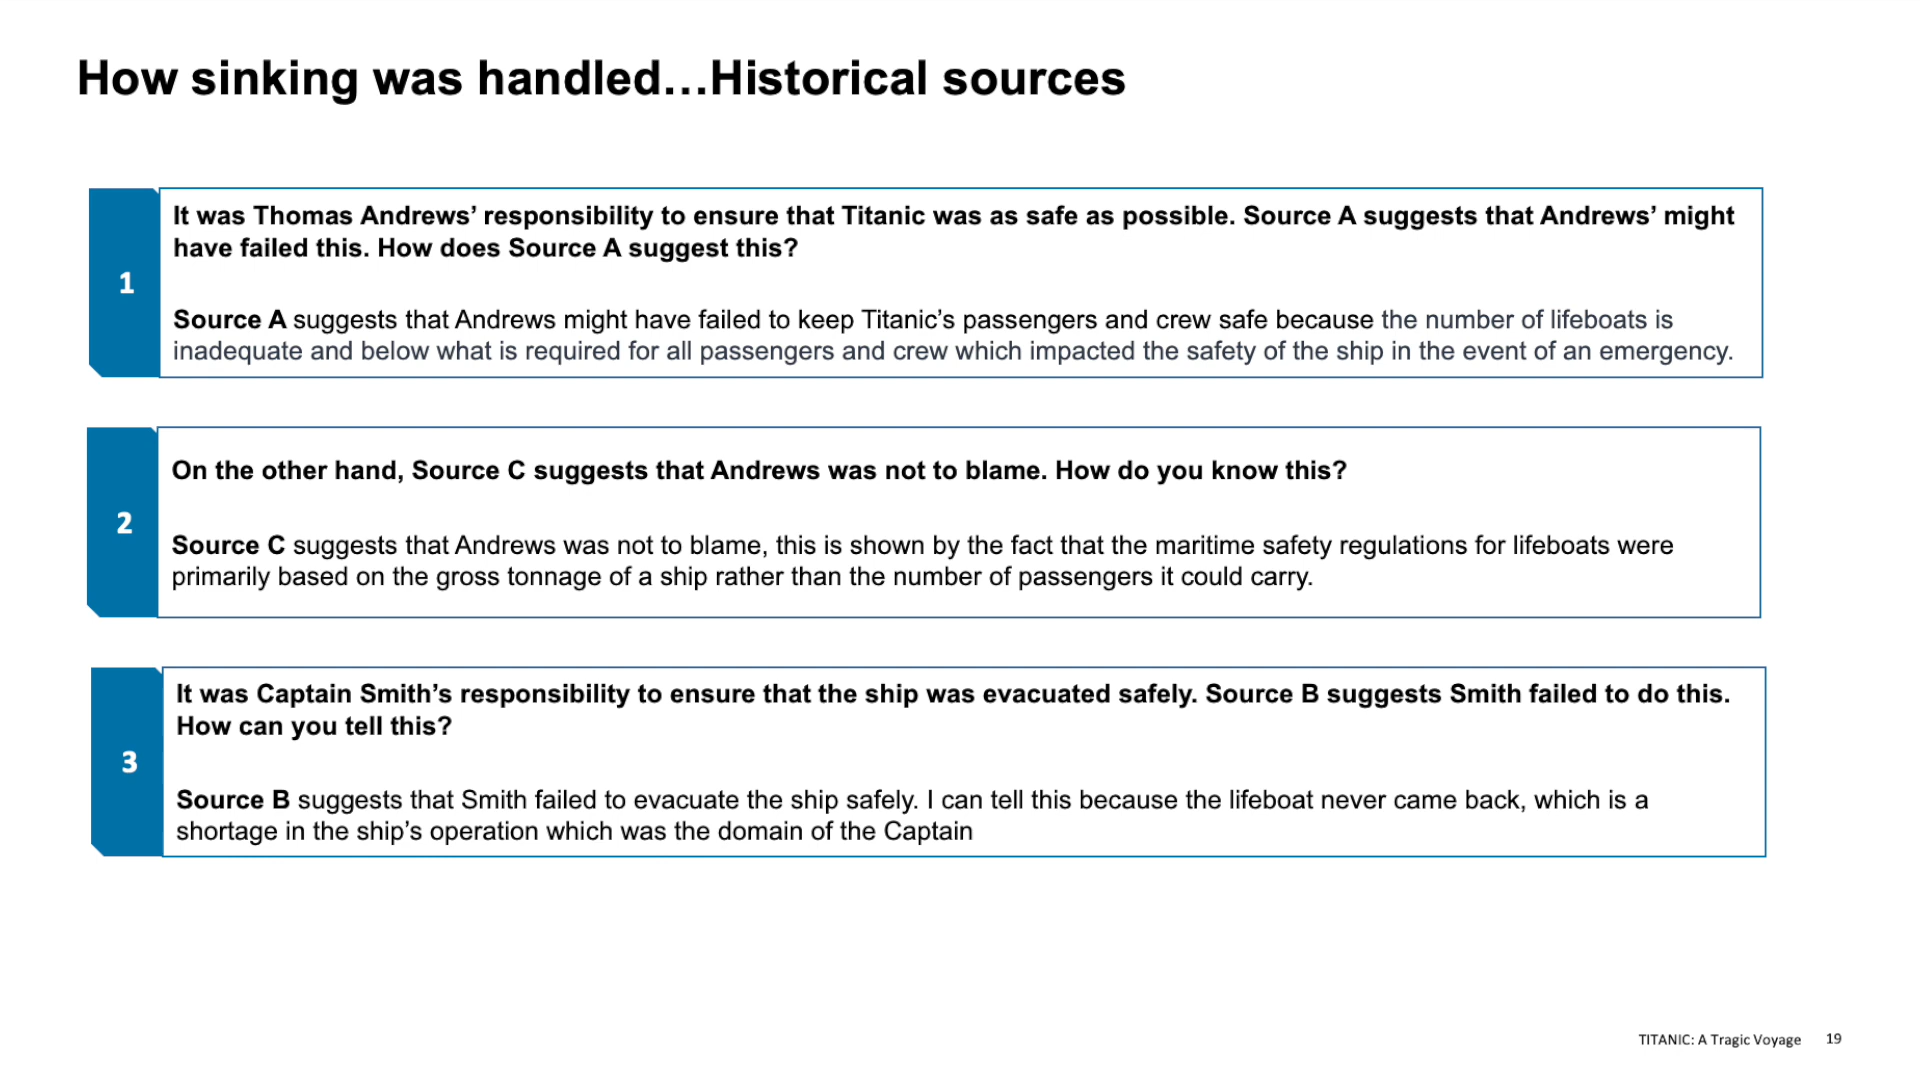 How sinking was handled…Historical sources
1
It was Thomas Andrews’ responsibility to ensure that Titanic was as safe as possible. Source A suggests that Andrews’ might
have failed this. How does Source A suggest this?
Source A suggests that Andrews might have failed to keep Titanic’s passengers and crew safe because the number of lifeboats is
inadequate and below what is required for all passengers and crew which impacted the safety of the ship in the event of an emergency.
2
On the other hand, Source C suggests that Andrews was not to blame. How do you know this?
Source C suggests that Andrews was not to blame, this is shown by the fact that the maritime safety regulations for lifeboats were
primarily based on the gross tonnage of a ship rather than the number of passengers it could carry.
3
It was Captain Smith’s responsibility to ensure that the ship was evacuated safely. Source B suggests Smith failed to do this.
How can you tell this?
Source B suggests that Smith failed to evacuate the ship safely. I can tell this because the lifeboat never came back, which is a
shortage in the ship’s operation which was the domain of the Captain
TITANIC: A Tragic Voyage 19